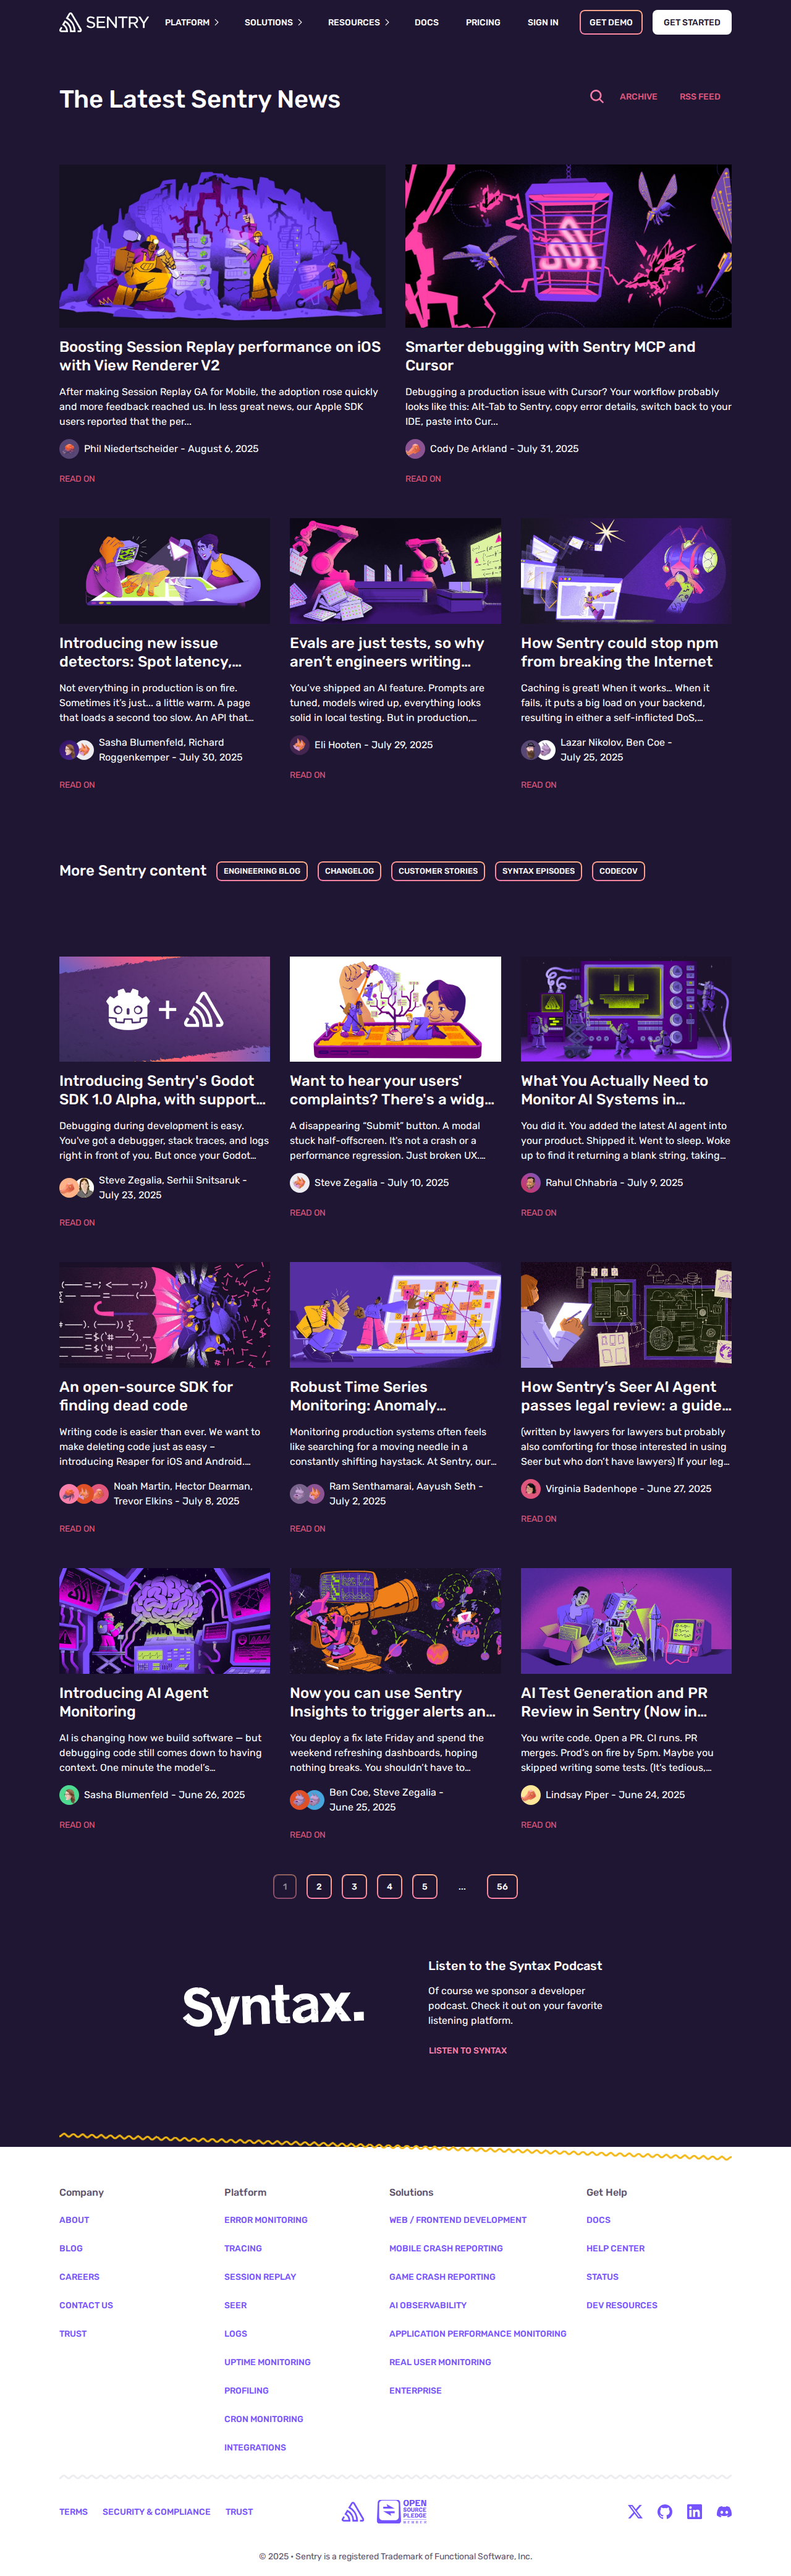 SENTRY
PLATFORM
SOLUTIONS
RESOURCES
DOCS
PRICING
SIGN IN
GET DEMO
GET STARTED
The Latest Sentry News
ARCHIVE
RSS FEED
Boosting Session Replay performance on iOS
with View Renderer V2
After making Session Replay GA for Mobile, the adoption rose quickly
and more feedback reached us. In less great news, our Apple SDK
users reported that the per...
Phil Niedertscheider - August 6, 2025
READ ON
Smarter debugging with Sentry MCP and
Cursor
Debugging a production issue with Cursor? Your workflow probably
looks like this: Alt-Tab to Sentry, copy error details, switch back to your
IDE, paste into Cur...
Cody De Arkland - July 31, 2025
READ ON
Introducing new issue
detectors: Spot latency,...
Not everything in production is on fire.
Sometimes it's just... a little warm. A page
that loads a second too slow. An API that...
Sasha Blumenfeld, Richard
Roggenkemper - July 30, 2025
READ ON
Evals are just tests, so why
aren't engineers writing...
You've shipped an AI feature. Prompts are
tuned, models wired up, everything looks
solid in local testing. But in production,...
Eli Hooten - July 29, 2025
READ ON
How Sentry could stop npm
from breaking the Internet
Caching is great! When it works... When it
fails, it puts a big load on your backend,
resulting in either a self-inflicted DoS,...
Lazar Nikolov, Ben Coe -
July 25, 2025
READ ON
More Sentry content
ENGINEERING BLOG
CHANGELOG
CUSTOMER STORIES
SYNTAX EPISODES
CODECOV
Introducing Sentry's Godot
SDK 1.0 Alpha, with support...
Debugging during development is easy.
You've got a debugger, stack traces, and logs
right in front of you. But once your Godot...
Steve Zegalia, Serhii Snitsaruk -
July 23, 2025
READ ON
Want to hear your users'
complaints? There's a widg...
A disappearing “Submit” button. A modal
stuck half-offscreen. It's not a crash or a
performance regression. Just broken UX....
Steve Zegalia - July 10, 2025
READ ON
What You Actually Need to
Monitor AI Systems in...
You did it. You added the latest AI agent into
your product. Shipped it. Went to sleep. Woke
up to find it returning a blank string, taking...
Rahul Chhabria - July 9, 2025
READ ON
An open-source SDK for
finding dead code
Writing code is easier than ever. We want to
make deleting code just as easy –
introducing Reaper for iOS and Android....
Noah Martin, Hector Dearman,
Trevor Elkins - July 8, 2025
READ ON
Robust Time Series
Monitoring: Anomaly...
Monitoring production systems often feels
like searching for a moving needle in a
constantly shifting haystack. At Sentry, our...
Ram Senthamarai, Aayush Seth -
July 2, 2025
READ ON
How Sentry’s Seer AI Agent
passes legal review: a guide...
(written by lawyers for lawyers but probably
also comforting for those interested in using
Seer but who don't have lawyers) If your leg...
Virginia Badenhope - June 27, 2025
READ ON
Introducing AI Agent
Monitoring
AI is changing how we build software — but
debugging code still comes down to having
context. One minute the model's...
Sasha Blumenfeld - June 26, 2025
READ ON
Now you can use Sentry
Insights to trigger alerts an...
You deploy a fix late Friday and spend the
weekend refreshing dashboards, hoping
nothing breaks. You shouldn't have to...
Ben Coe, Steve Zegalia -
June 25, 2025
READ ON
AI Test Generation and PR
Review in Sentry (Now in...
You write code. Open a PR. CI runs. PR
merges. Prod's on fire by 5pm. Maybe you
skipped writing some tests. (It's tedious,...
Lindsay Piper - June 24, 2025
READ ON
1
2
3
4
5
...
56
Syntax.
Listen to the Syntax Podcast
Of course we sponsor a developer
podcast. Check it out on your favorite
listening platform.
LISTEN TO SYNTAX
Company
ABOUT
BLOG
CAREERS
CONTACT US
TRUST
Platform
ERROR MONITORING
TRACING
SESSION REPLAY
SEER
LOGS
UPTIME MONITORING
PROFILING
CRON MONITORING
INTEGRATIONS
Solutions
WEB / FRONTEND DEVELOPMENT
MOBILE CRASH REPORTING
GAME CRASH REPORTING
AI OBSERVABILITY
APPLICATION PERFORMANCE MONITORING
REAL USER MONITORING
ENTERPRISE
Get Help
DOCS
HELP CENTER
STATUS
DEV RESOURCES
TERMS
SECURITY & COMPLIANCE
TRUST
OPEN
SOURCE
PLEDGE
MEMBER
© 2025 • Sentry is a registered Trademark of Functional Software, Inc.